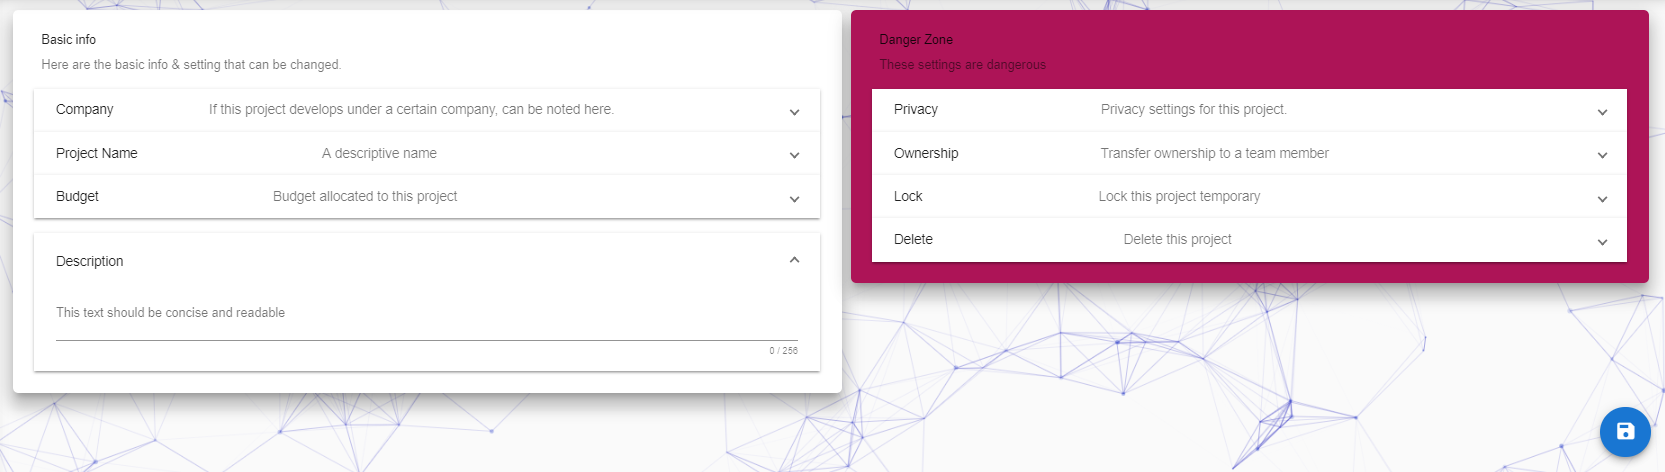 Basic info
Here are the basic info & setting that can be changed.
Company If this project develops under a certain company, can be noted here.
Project Name A descriptive name
Budget Budget allocated to this project
Description
This text should be concise and readable
0 / 256
Danger Zone
These settings are dangerous
Privacy Privacy settings for this project.
Ownership Transfer ownership to a team member
Lock Lock this project temporary
Delete Delete this project